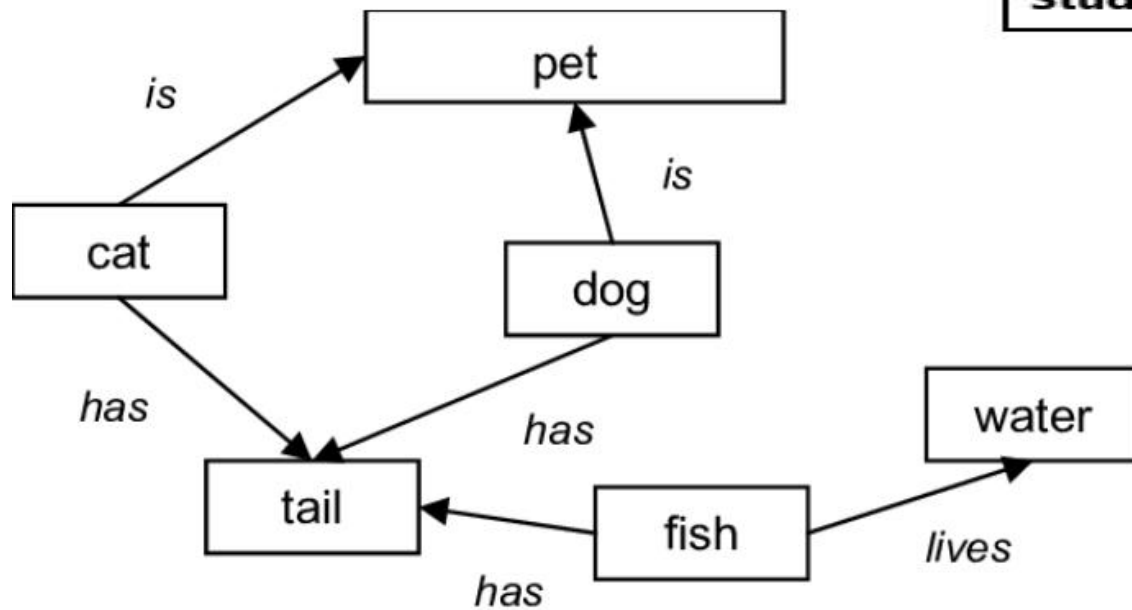 pet
is
is
cat
dog
has
has
water
tail
fish
lives
has